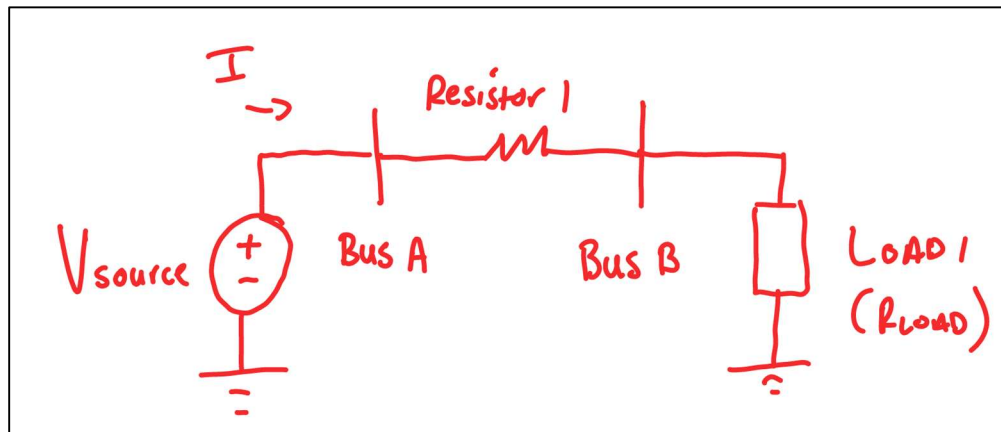 I
Resistor 1
Vsource
+
-
Bus A
Bus B
LOAD 1
(RLOAD)